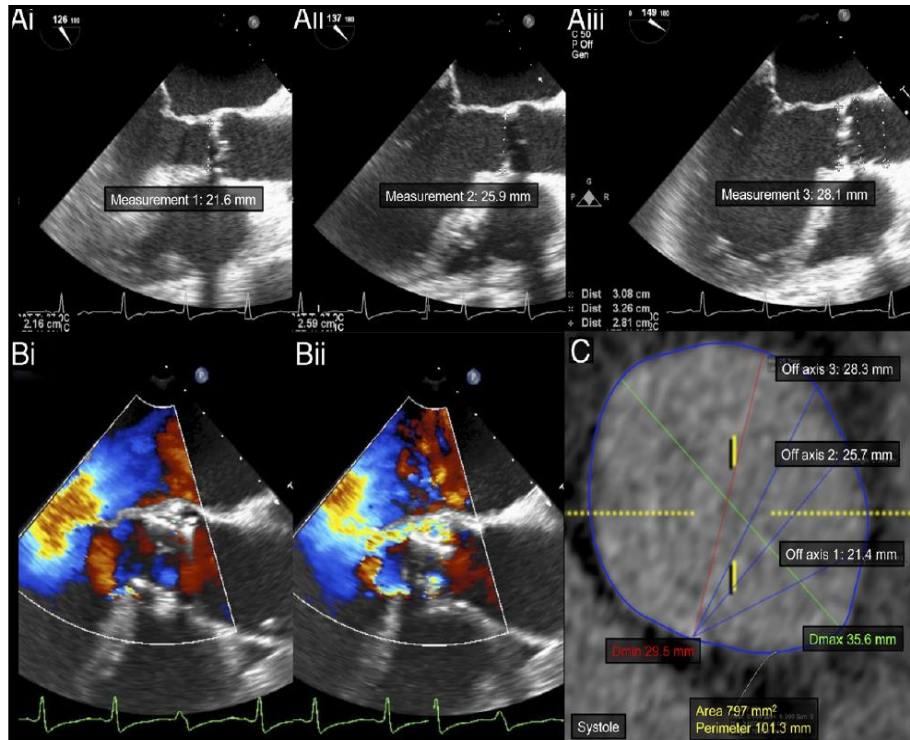 Ai
126 180
P
Aii
137 180
P
Aiii
0 149 180
P
C 50
P Off
Gen
G
P R
Measurement 1: 21.6 mm
Measurement 2: 25.9 mm
Measurement 3: 28.1 mm
2.16 cm
2.59 cm
Dist 3.08 cm
Dist 3.26 cm
Dist 2.81 cm
Bi
P
Bii
P
C
Off axis 3: 28.3 mm
Off axis 2: 25.7 mm
Off axis 1: 21.4 mm
Dmin 29.5 mm
Dmax 35.6 mm
Area 797 mm²
Perimeter 101.3 mm
Systole